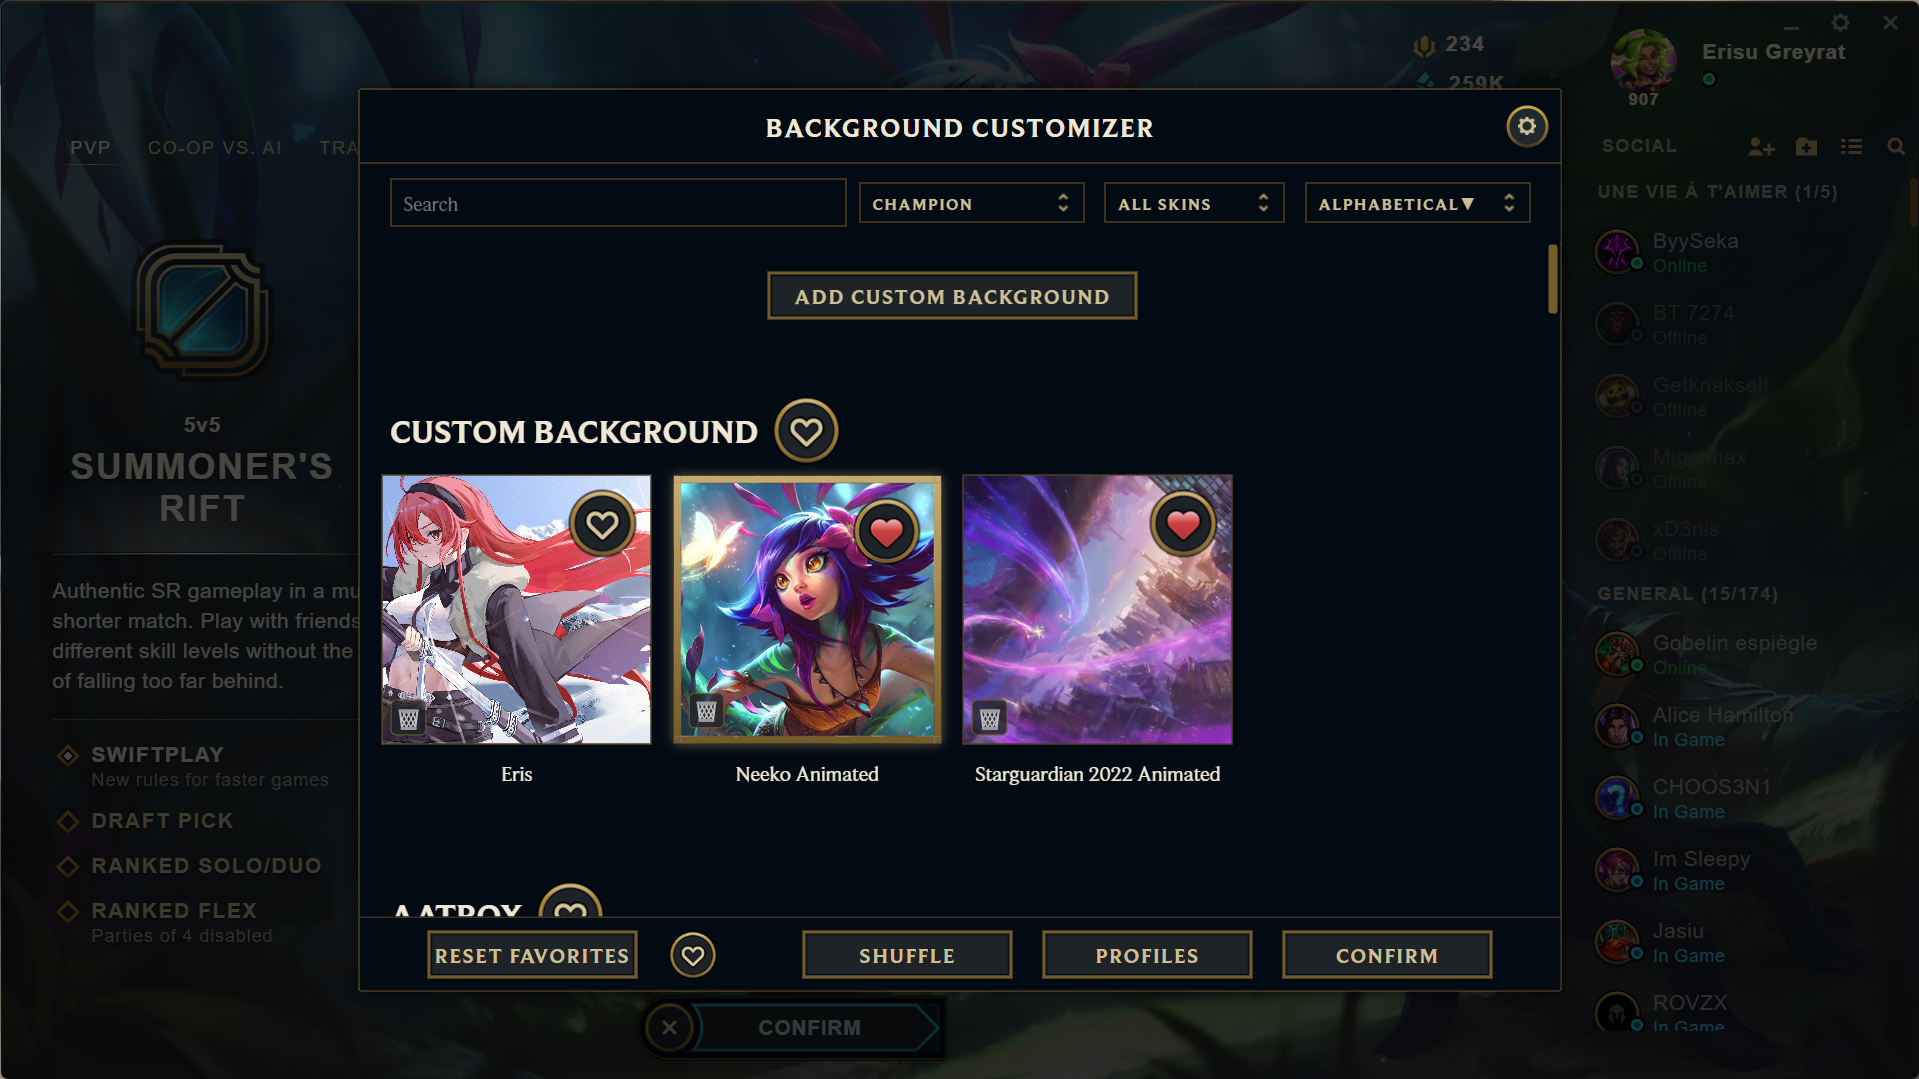 234
259K
Erisu Greyrat
907
PVP
CO-OP VS. AI
TRA
BACKGROUND CUSTOMIZER
SOCIAL
Search
CHAMPION
ALL SKINS
ALPHABETICAL▼
UNE VIE À T'AIMER (1/5)
ByySeka
Online
ADD CUSTOM BACKGROUND
BT 7274
Offline
Getknakselt
Offline
5v5
SUMMONER'S
RIFT
CUSTOM BACKGROUND
Offline
xD3nis
Offline
Authentic SR gameplay in a mu
shorter match. Play with friends
different skill levels without the
of falling too far behind.
GENERAL (15/174)
Gobelin espiègle
Online
Alice Hamilton
In Game
SWIFTPLAY
New rules for faster games
Eris
Neeko Animated
Starguardian 2022 Animated
CHOOS3N1
In Game
DRAFT PICK
RANKED SOLO/DUO
Im Sleepy
In Game
RANKED FLEX
Parties of 4 disabled
AATROX
Jasiu
In Game
RESET FAVORITES
SHUFFLE
PROFILES
CONFIRM
ROVZX
In Game
CONFIRM